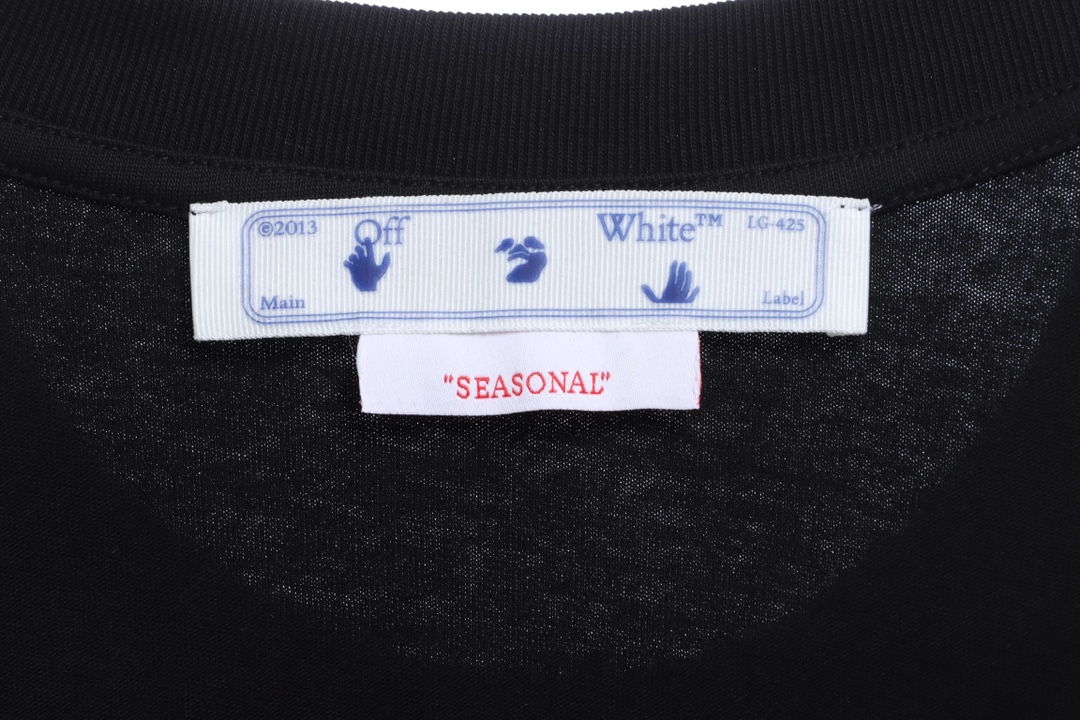 ©2013 Off White™ LG-425
Main Label
"SEASONAL"